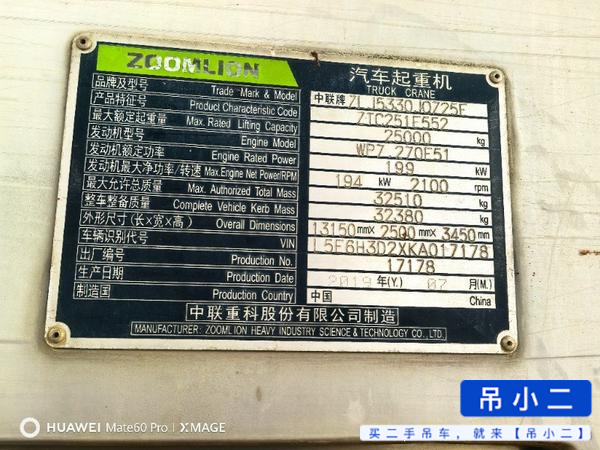 ZOOMLION
汽车起重机
TRUCK CRANE
品牌及型号 Trade Mark & Model 中联牌 ZLJ5330JQZ25E
产品特征号 Product Characteristic Code ZTC251E552
最大额定起重量 Max. Rated Lifting Capacity 25000 kg
发动机型号 Engine Model WP7.270E51
发动机额定功率 Engine Rated Power 199 kW
发动机最大净功率/转速 Max.Engine Net Power/RPM 194 kW 2100 rpm
最大允许总质量 Max. Authorized Total Mass 32510 kg
整车整备质量 Complete Vehicle Kerb Mass 32380 kg
外形尺寸(长×宽×高) Overall Dimensions 13150 mm× 2500 mm× 3450 mm
车辆识别代号 VIN L5E6H3D2XKA017178
出厂编号 Production No. 17178
生产日期 Production Date 2019 年(Y.) 07 月(M.)
制造国 Production Country 中国 China
中联重科股份有限公司制造
MANUFACTURER: ZOOMLION HEAVY INDUSTRY SCIENCE & TECHNOLOGY CO., LTD.
吊小二
买二手吊车,就来【吊小二】
HUAWEI Mate60 Pro | XMAGE